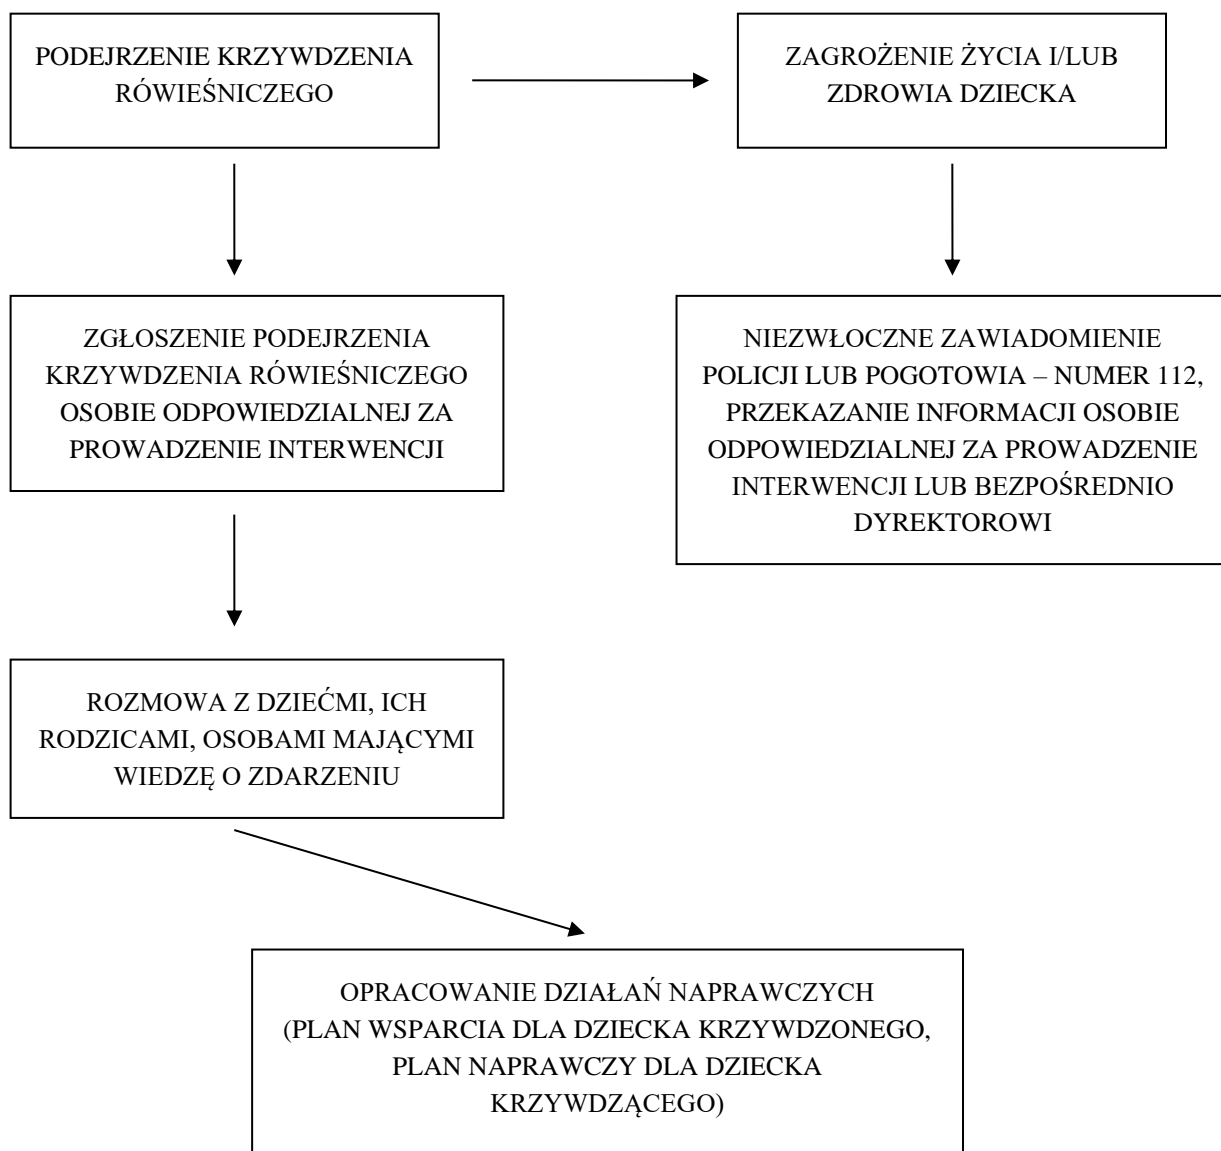 PODEJRZENIE KRZYWDZENIA
RÓWIEŚNICZEGO
ZAGROŻENIE ŻYCIA I/LUB
ZDROWIA DZIECKA
ZGŁOSZENIE PODEJRZENIA
KRZYWDZENIA RÓWIEŚNICZEGO
OSOBIE ODPOWIEDZIALNEJ ZA
PROWADZENIE INTERWENCJI
NIEZWŁOCZNE ZAWIADOMIENIE
POLICJI LUB POGOTOWIA – NUMER 112,
PRZEKAZANIE INFORMACJI OSOBIE
ODPOWIEDZIALNEJ ZA PROWADZENIE
INTERWENCJI LUB BEZPOŚREDNIO
DYREKTOROWI
ROZMOWA Z DZIEĆMI, ICH
RODZICAMI, OSOBAMI MAJĄCYMI
WIEDZĘ O ZDARZENIU
OPRACOWANIE DZIAŁAŃ NAPRAWCZYCH
(PLAN WSPARCIA DLA DZIECKA KRZYWDZONEGO,
PLAN NAPRAWCZY DLA DZIECKA
KRZYWDZĄCEGO)